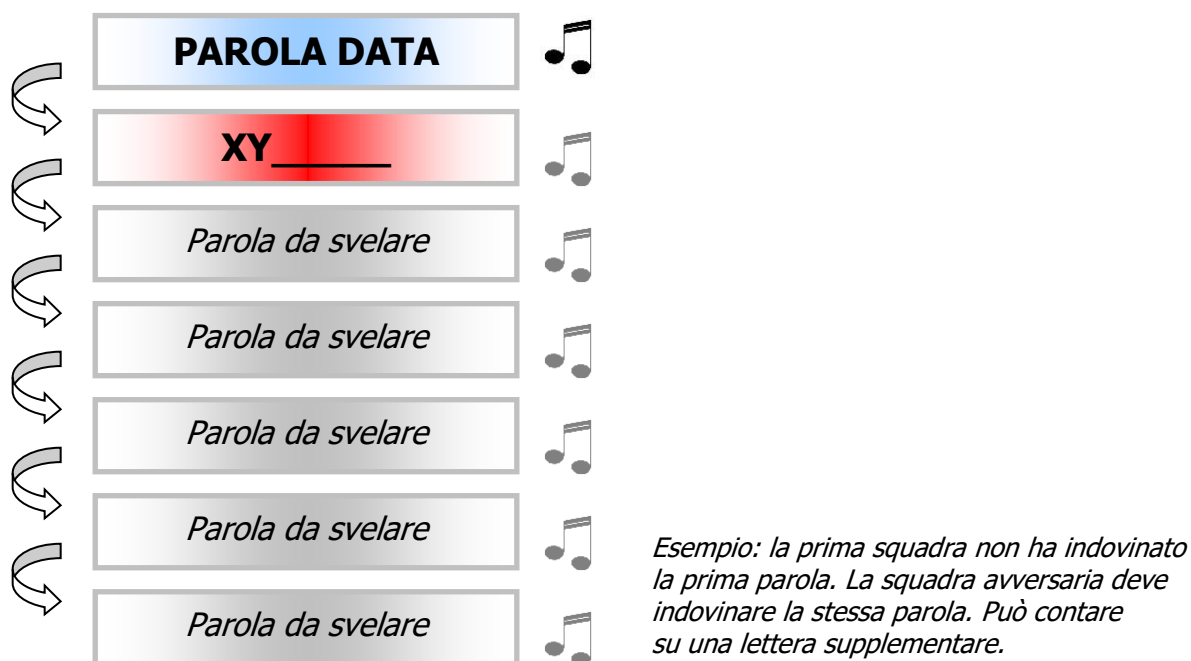 PAROLA DATA
XY______
Parola da svelare
Parola da svelare
Parola da svelare
Parola da svelare
Parola da svelare
Esempio: la prima squadra non ha indovinato
la prima parola. La squadra avversaria deve
indovinare la stessa parola. Può contare
su una lettera supplementare.